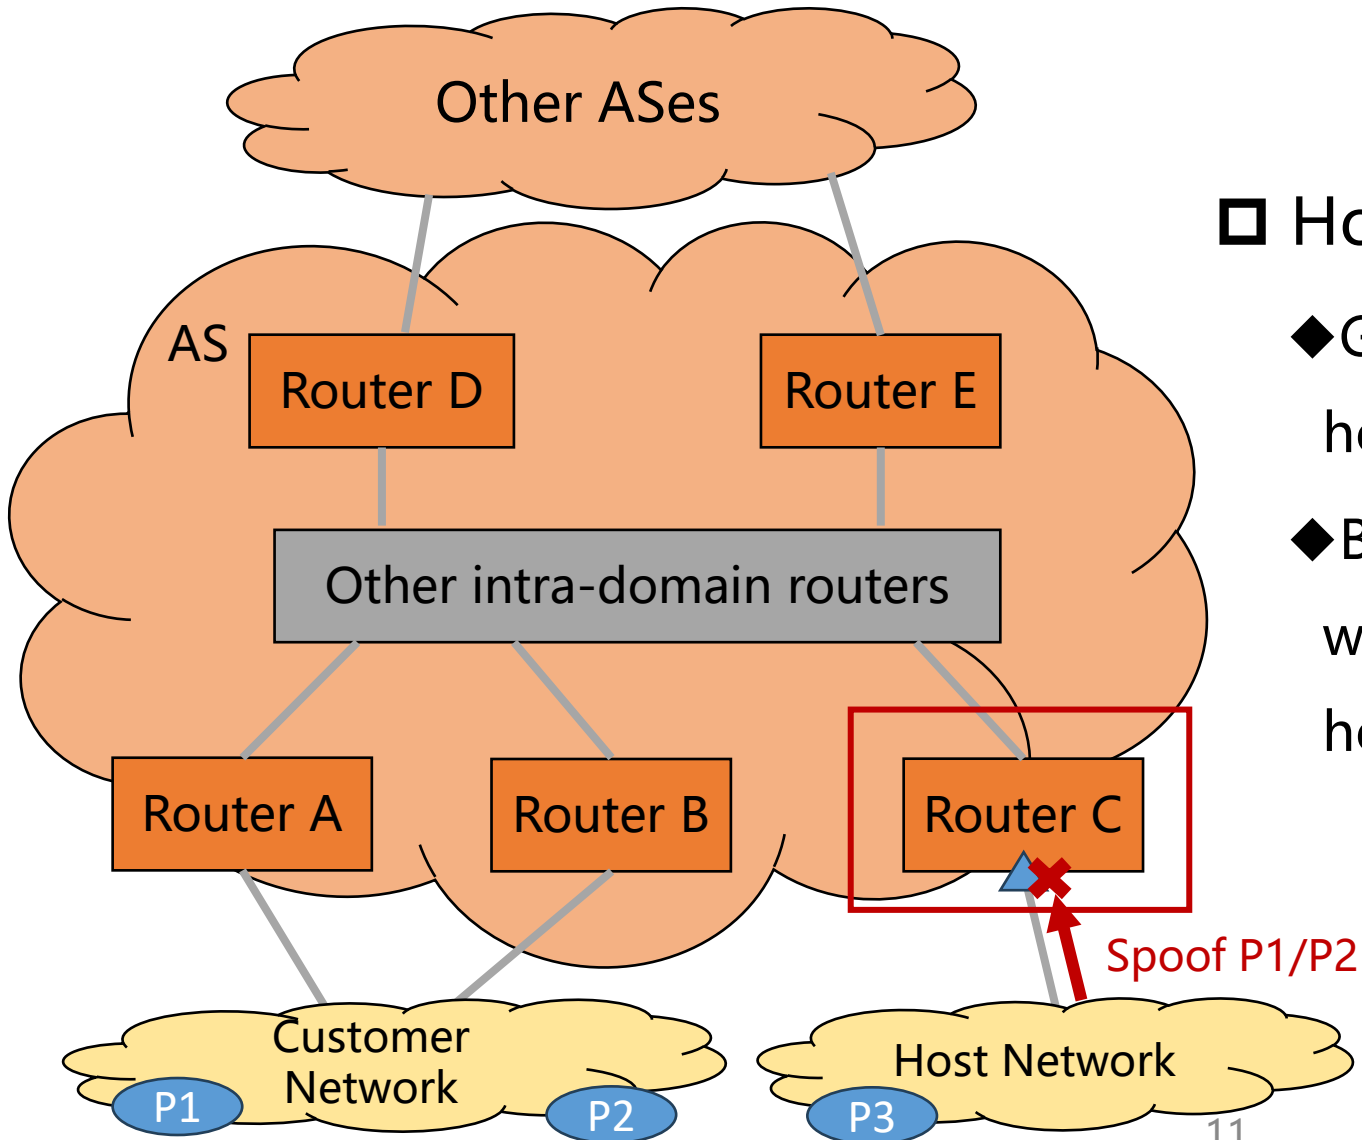 Other ASes
AS
Router D
Router E
Other intra-domain routers
Router A
Router B
Router C
Spoof P1/P2
Customer
Network
Host Network
P1
P2
P3
11